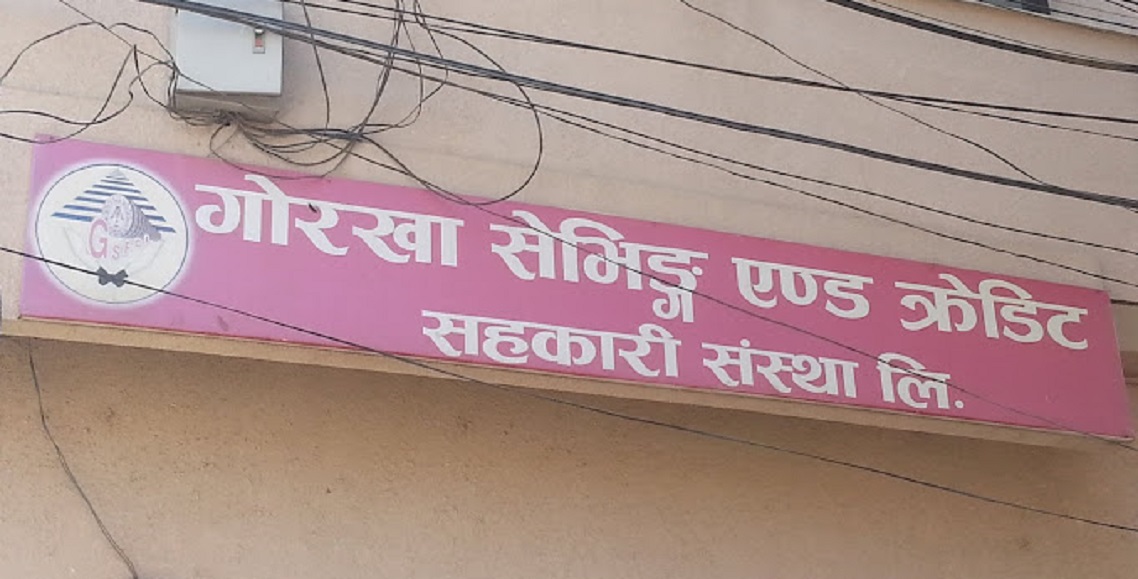 गोरखा सेभिङ्ग एण्ड क्रेडिट
सहकारी संस्था लि.